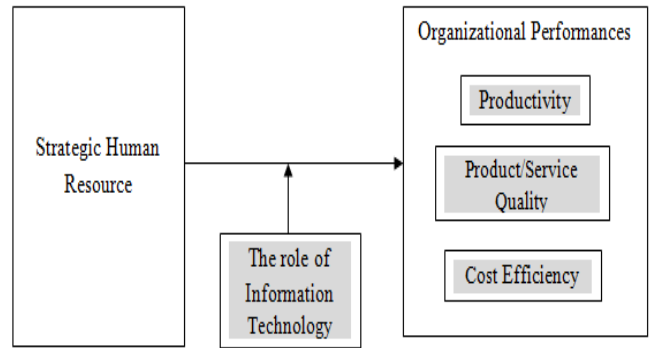 Strategic Human
Resource
The role of
Information
Technology
Organizational Performances
Productivity
Product/Service
Quality
Cost Efficiency